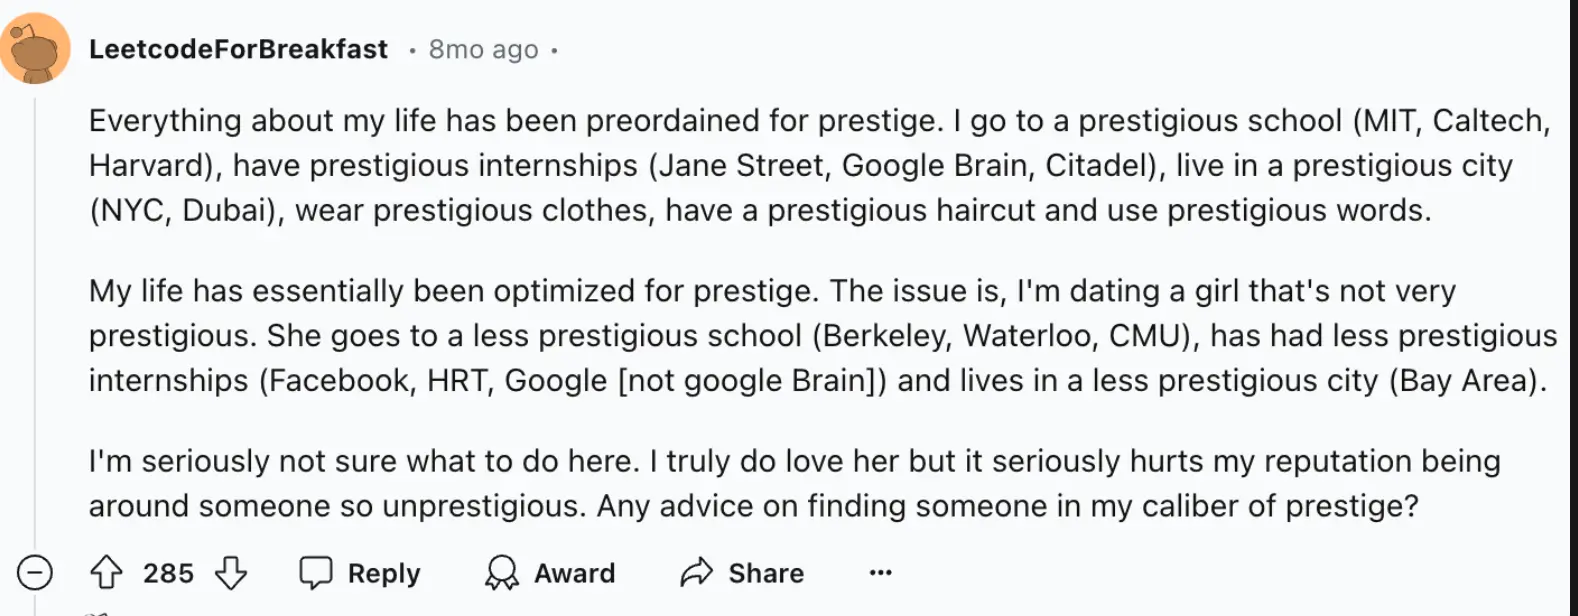 LeetcodeForBreakfast • 8mo ago •
Everything about my life has been preordained for prestige. I go to a prestigious school (MIT, Caltech,
Harvard), have prestigious internships (Jane Street, Google Brain, Citadel), live in a prestigious city
(NYC, Dubai), wear prestigious clothes, have a prestigious haircut and use prestigious words.
My life has essentially been optimized for prestige. The issue is, I'm dating a girl that's not very
prestigious. She goes to a less prestigious school (Berkeley, Waterloo, CMU), has had less prestigious
internships (Facebook, HRT, Google [not google Brain]) and lives in a less prestigious city (Bay Area).
I'm seriously not sure what to do here. I truly do love her but it seriously hurts my reputation being
around someone so unprestigious. Any advice on finding someone in my caliber of prestige?
285 Reply Award Share ...